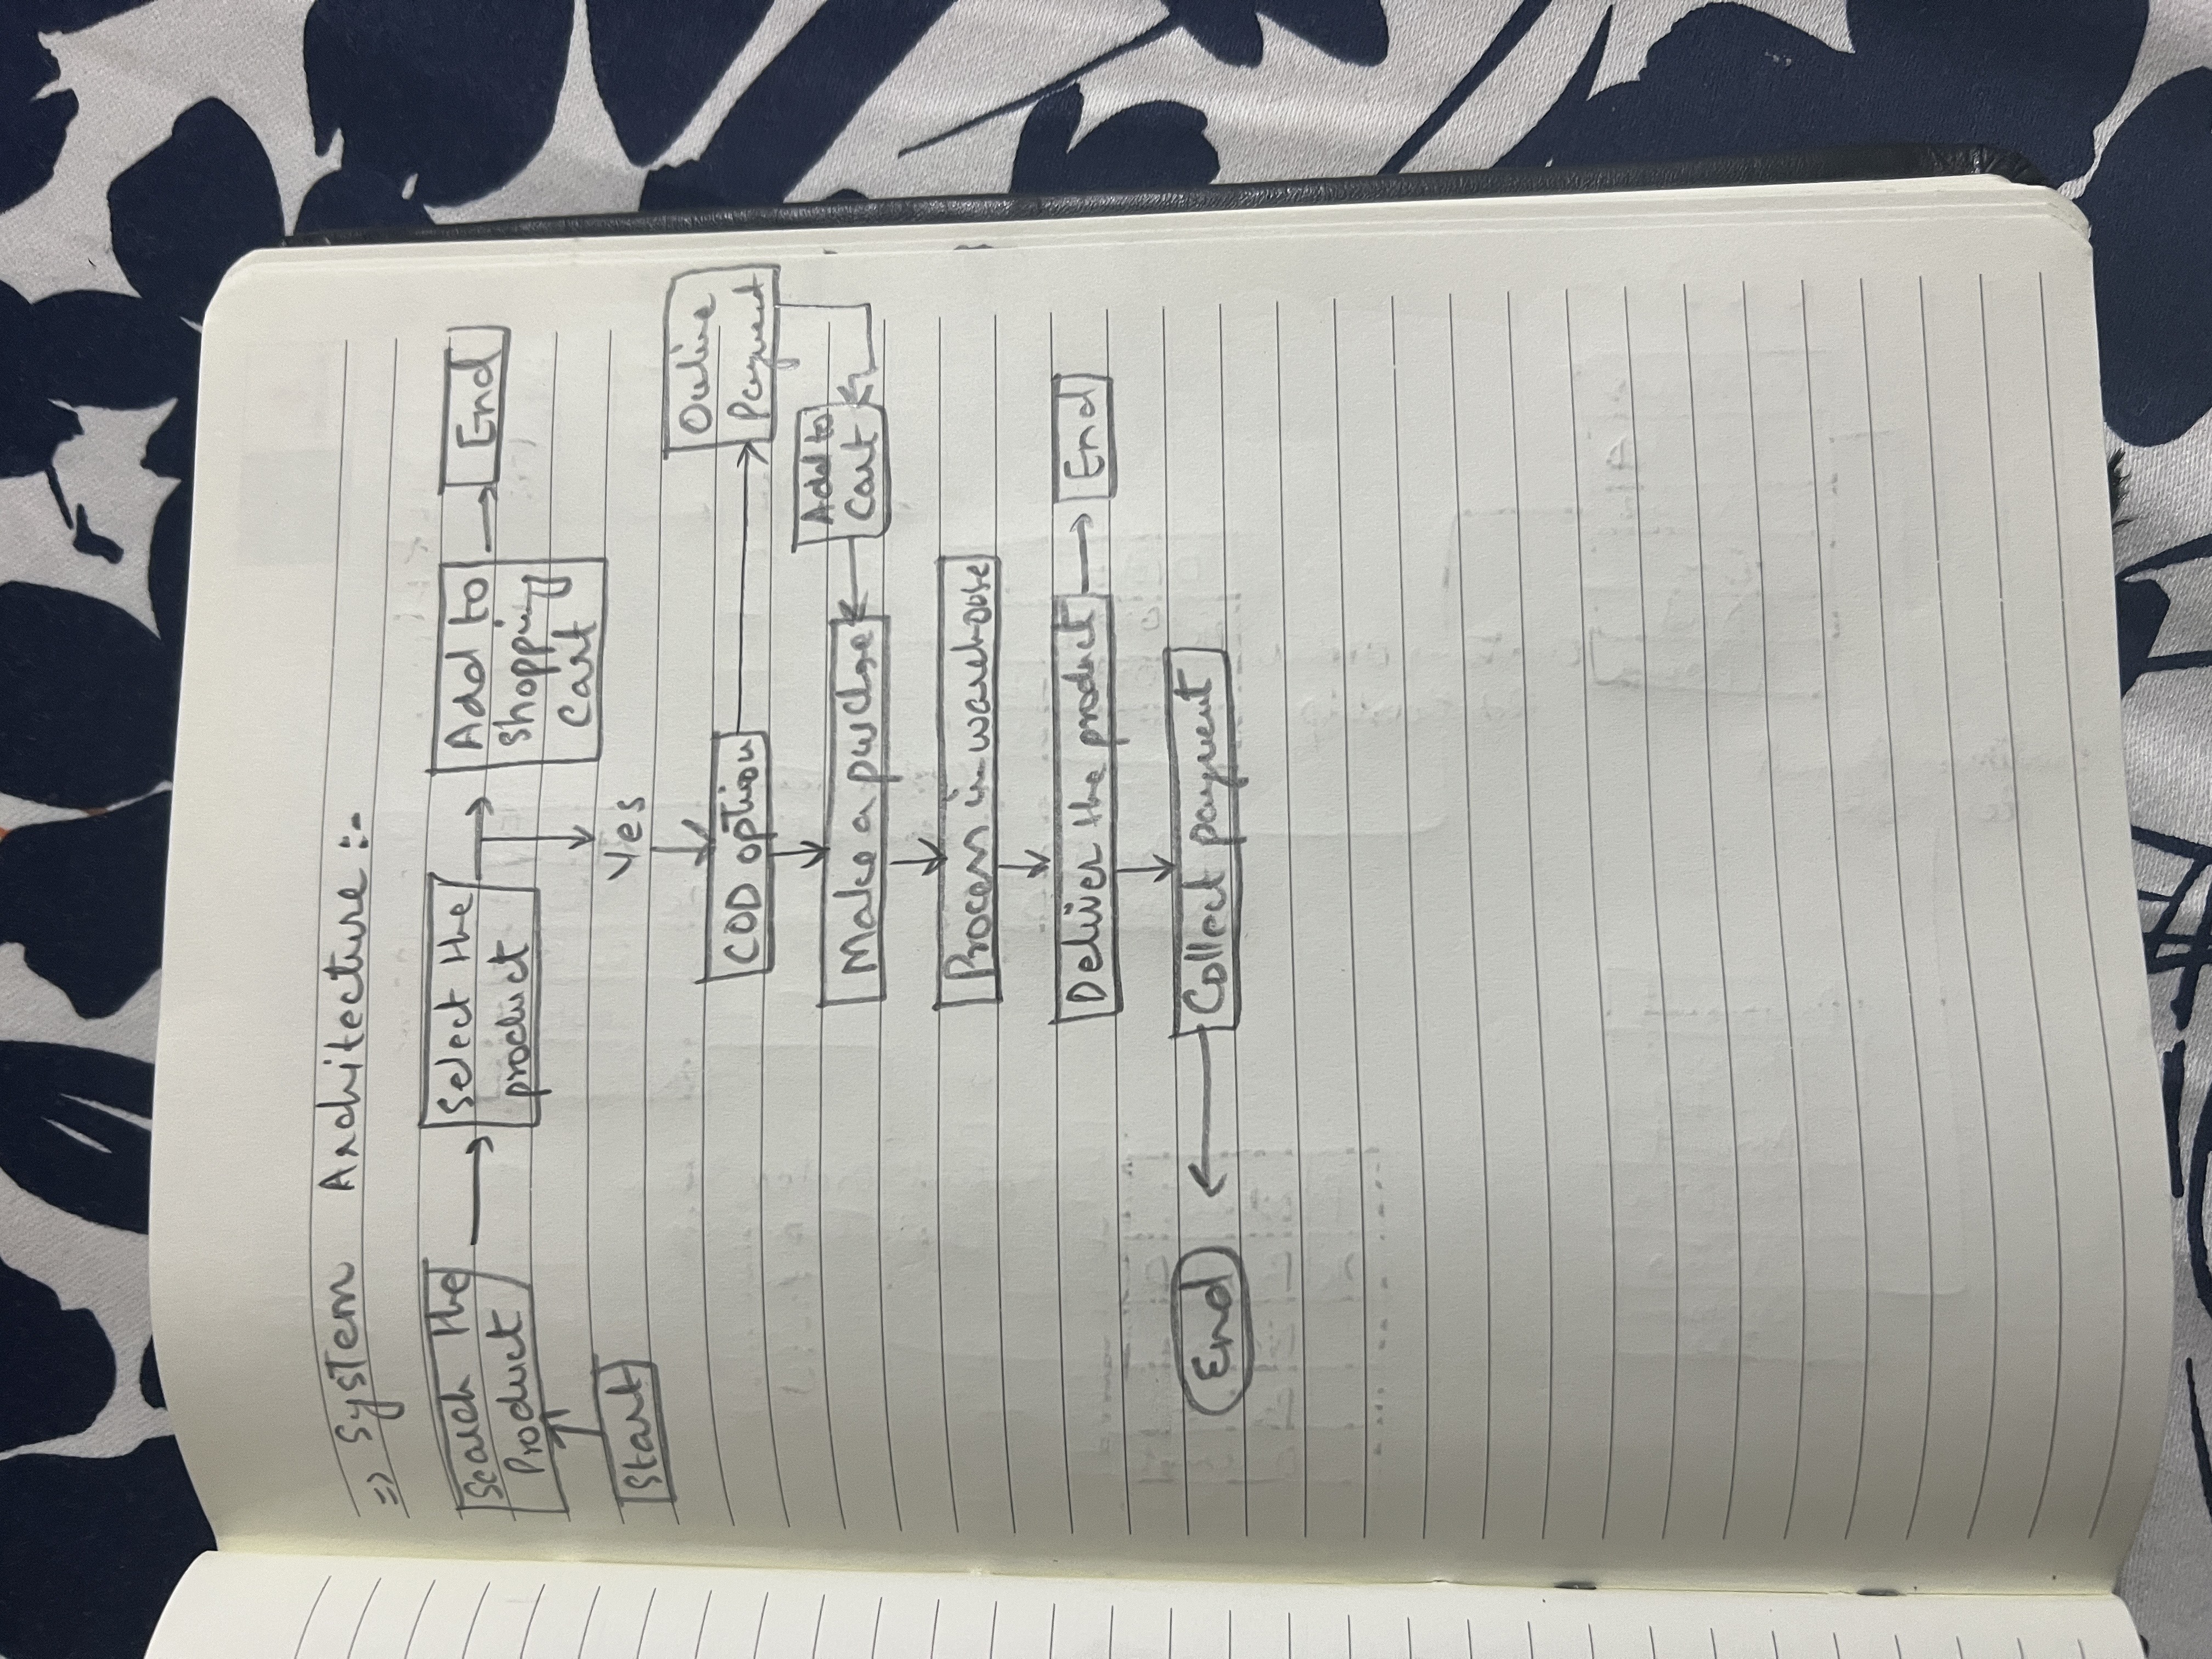 => System Architecture :-
Search the
Product
Select the
product
Add to
Shopping
Cart
End
Start
Yes
COD option
Online
Payment
Make a purchse
Add to
Cart
Process in warehouse
Deliver the product
End
Collect payment
End